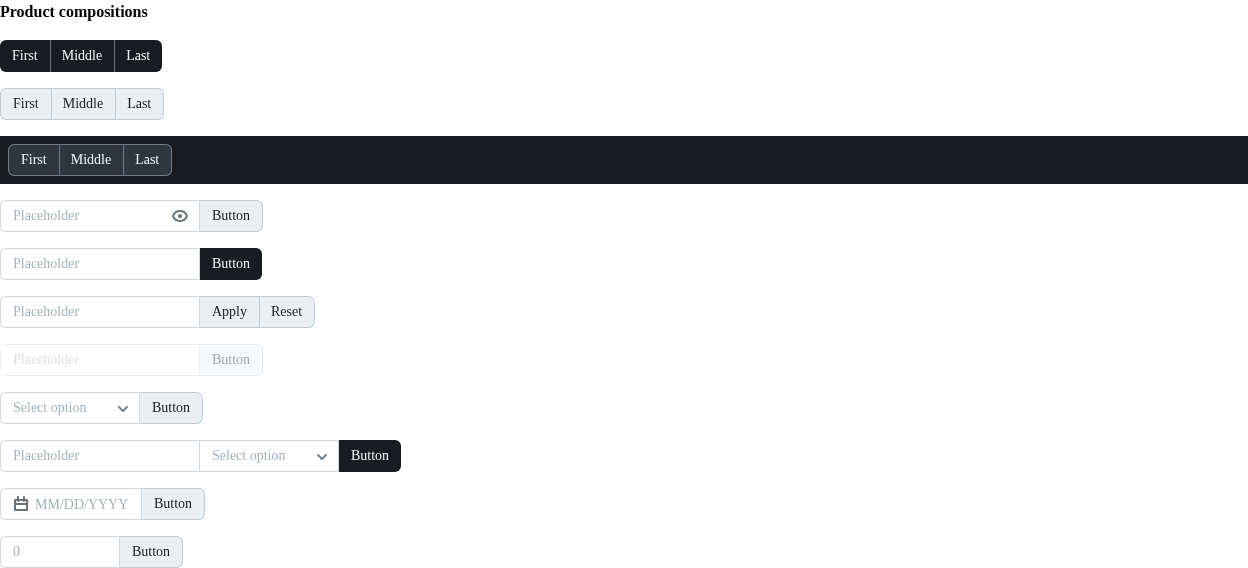 Product compositions
First Middle Last
First Middle Last
First Middle Last
Placeholder Button
Placeholder Button
Placeholder Apply Reset
Placeholder Button
Select option Button
Placeholder Select option Button
MM/DD/YYYY Button
0 Button